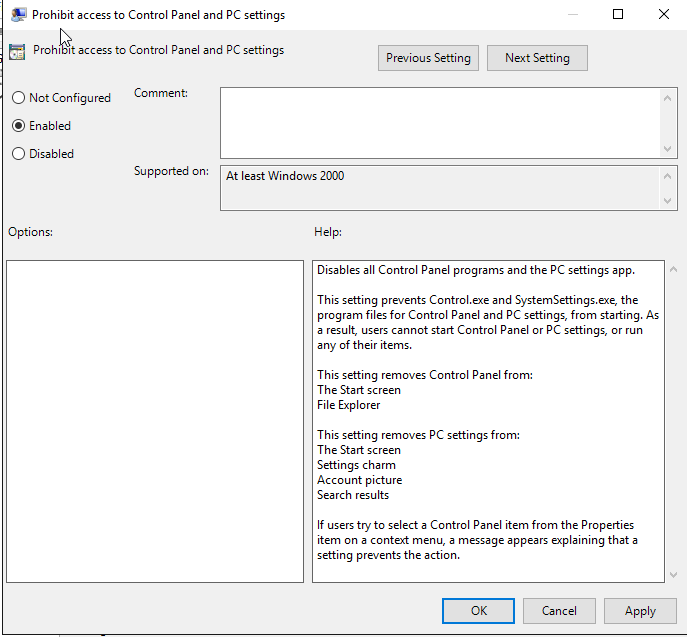 Prohibit access to Control Panel and PC settings
Prohibit access to Control Panel and PC settings
Previous Setting
Next Setting
Not Configured
Comment:
Enabled
Disabled
Supported on:
At least Windows 2000
Options:
Help:
Disables all Control Panel programs and the PC settings app.
This setting prevents Control.exe and SystemSettings.exe, the
program files for Control Panel and PC settings, from starting. As
a result, users cannot start Control Panel or PC settings, or run
any of their items.
This setting removes Control Panel from:
The Start screen
File Explorer
This setting removes PC settings from:
The Start screen
Settings charm
Account picture
Search results
If users try to select a Control Panel item from the Properties
item on a context menu, a message appears explaining that a
setting prevents the action.
OK
Cancel
Apply